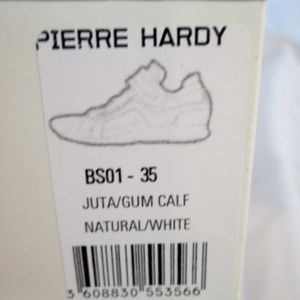 PIERRE HARDY
BS01 - 35
JUTA/GUM CALF
NATURAL/WHITE
3 608830 553566